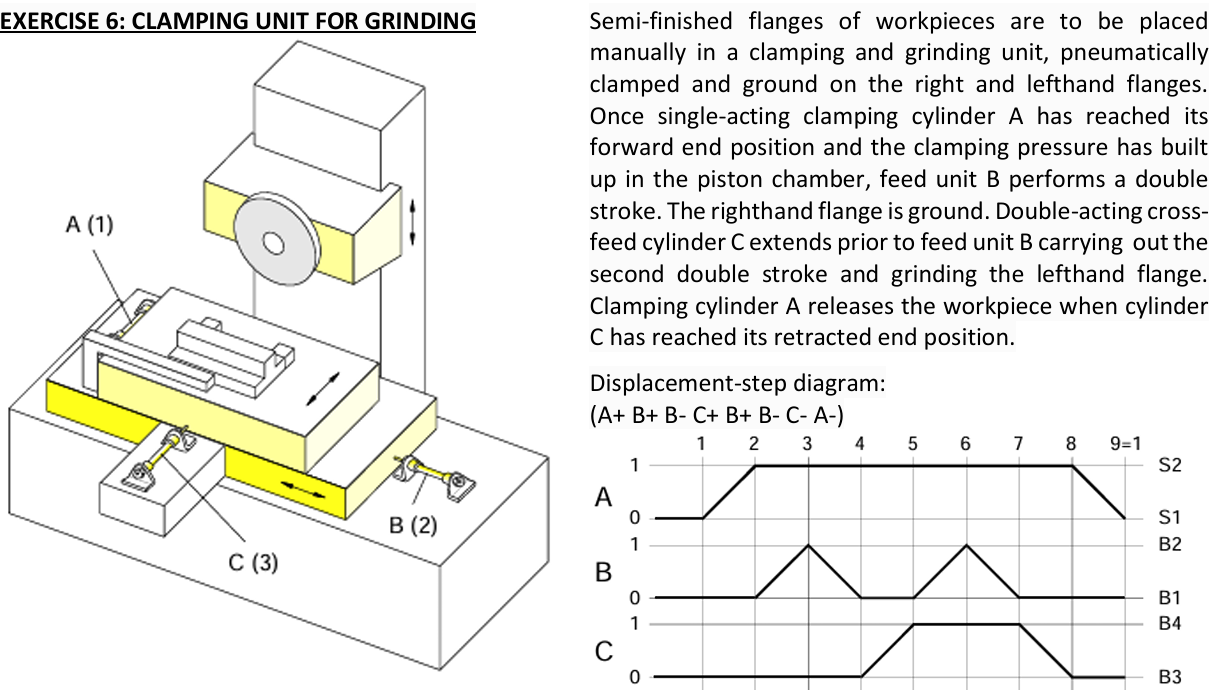 EXERCISE 6: CLAMPING UNIT FOR GRINDING
A (1)
B (2)
C (3)
Semi-finished flanges of workpieces are to be placed
manually in a clamping and grinding unit, pneumatically
clamped and ground on the right and lefthand flanges.
Once single-acting clamping cylinder A has reached its
forward end position and the clamping pressure has built
up in the piston chamber, feed unit B performs a double
stroke. The righthand flange is ground. Double-acting cross-
feed cylinder C extends prior to feed unit B carrying out the
second double stroke and grinding the lefthand flange.
Clamping cylinder A releases the workpiece when cylinder
C has reached its retracted end position.
Displacement-step diagram:
(A+ B+ B- C+ B+ B- C- A-)
1 2 3 4 5 6 7 8 9=1
1 S2
A
0 S1
1 B2
B
0 B1
1 B4
C
0 B3